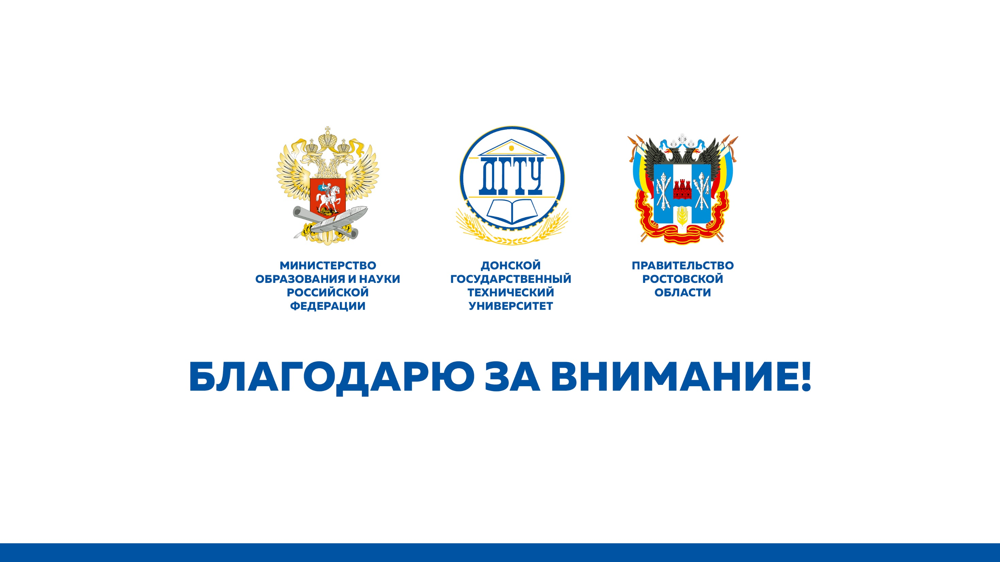 ДГТУ
МИНИСТЕРСТВО
ОБРАЗОВАНИЯ И НАУКИ
РОССИЙСКОЙ
ФЕДЕРАЦИИ
ДОНСКОЙ
ГОСУДАРСТВЕННЫЙ
ТЕХНИЧЕСКИЙ
УНИВЕРСИТЕТ
ПРАВИТЕЛЬСТВО
РОСТОВСКОЙ
ОБЛАСТИ
БЛАГОДАРЮ ЗА ВНИМАНИЕ!